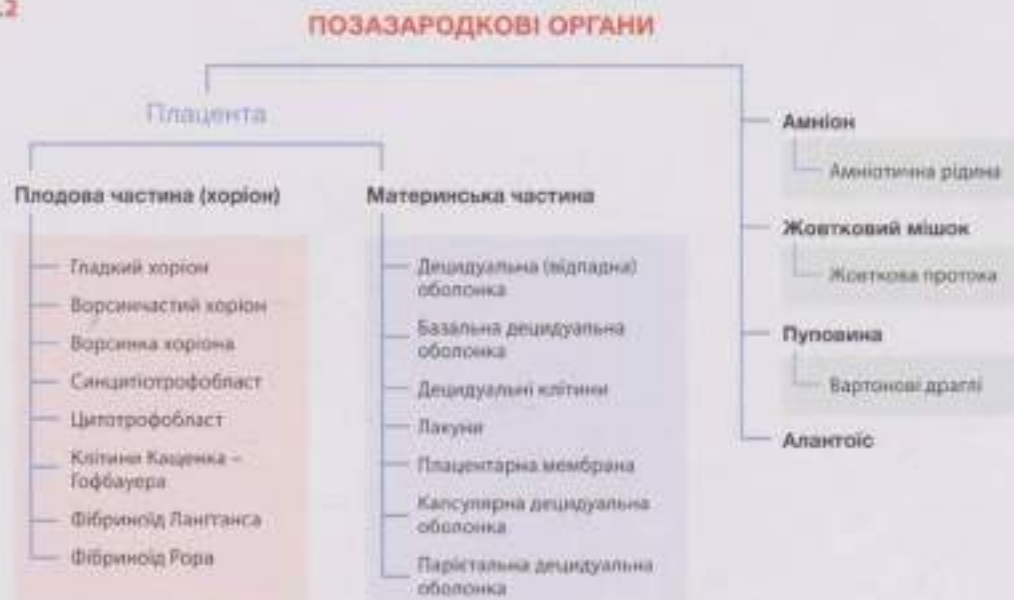 .2
ПОЗАЗАРОДКОВІ ОРГАНИ
Плацента
Плодова частина (хоріон)
Гладкий хоріон
Ворсинчастий хоріон
Ворсинка хоріона
Синцитіотрофобласт
Цитотрофобласт
Клітини Кащенка –
Гофбауера
Фібриноїд Лангганса
Фібриноїд Рора
Материнська частина
Децидуальна (відпадна)
оболонка
Базальна децидуальна
оболонка
Децидуальні клітини
Лакуни
Плацентарна мембрана
Капсулярна децидуальна
оболонка
Парієтальна децидуальна
оболонка
Амніон
Амніотична рідина
Жовтковий мішок
Жовткова протока
Пуповина
Вартонові драглі
Алантоїс